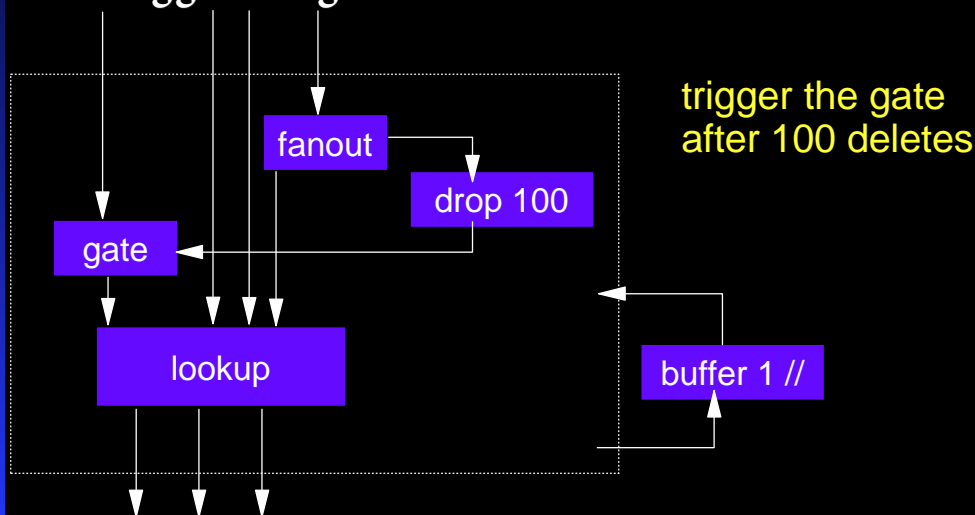 trigger the gate
after 100 deletes
fanout
drop 100
gate
lookup
buffer 1 //